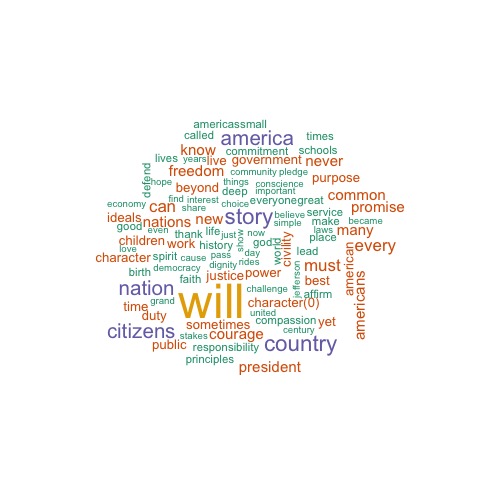 americassmall
called america times
know commitment schools
lives years live government never
defend freedom community pledge purpose
hope beyond things conscience important common
economy can find interest share choice everyonegreat promise
ideals nations new story believe simple service make became
good even thank life just now laws many
children work history show god world civility place every
love character spirit cause pass day lead american
birth democracy dignity rides must americans
faith justice power best
nation will challenge jefferson affirm
time grand character(0)
duty united
citizens sometimes compassion yet
stakes courage century country
public responsibility
principles president